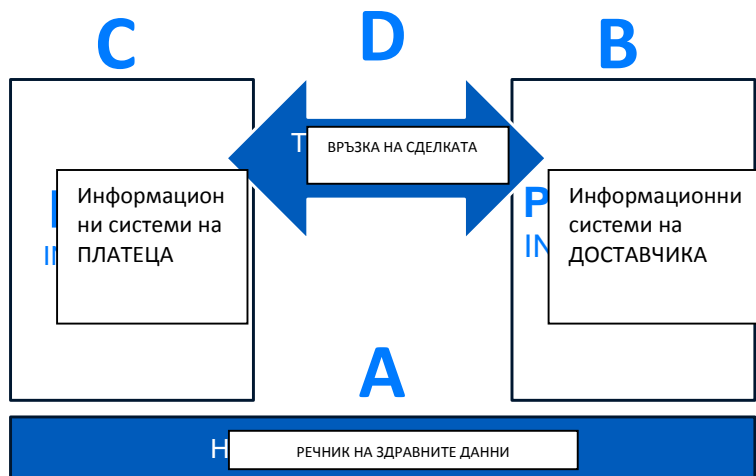 C
D
B
ВРЪЗКА НА СДЕЛКАТА
Информацион
ни системи на
ПЛАТЕЦА
Информационни
системи на
ДОСТАВЧИКА
A
РЕЧНИК НА ЗДРАВНИТЕ ДАННИ